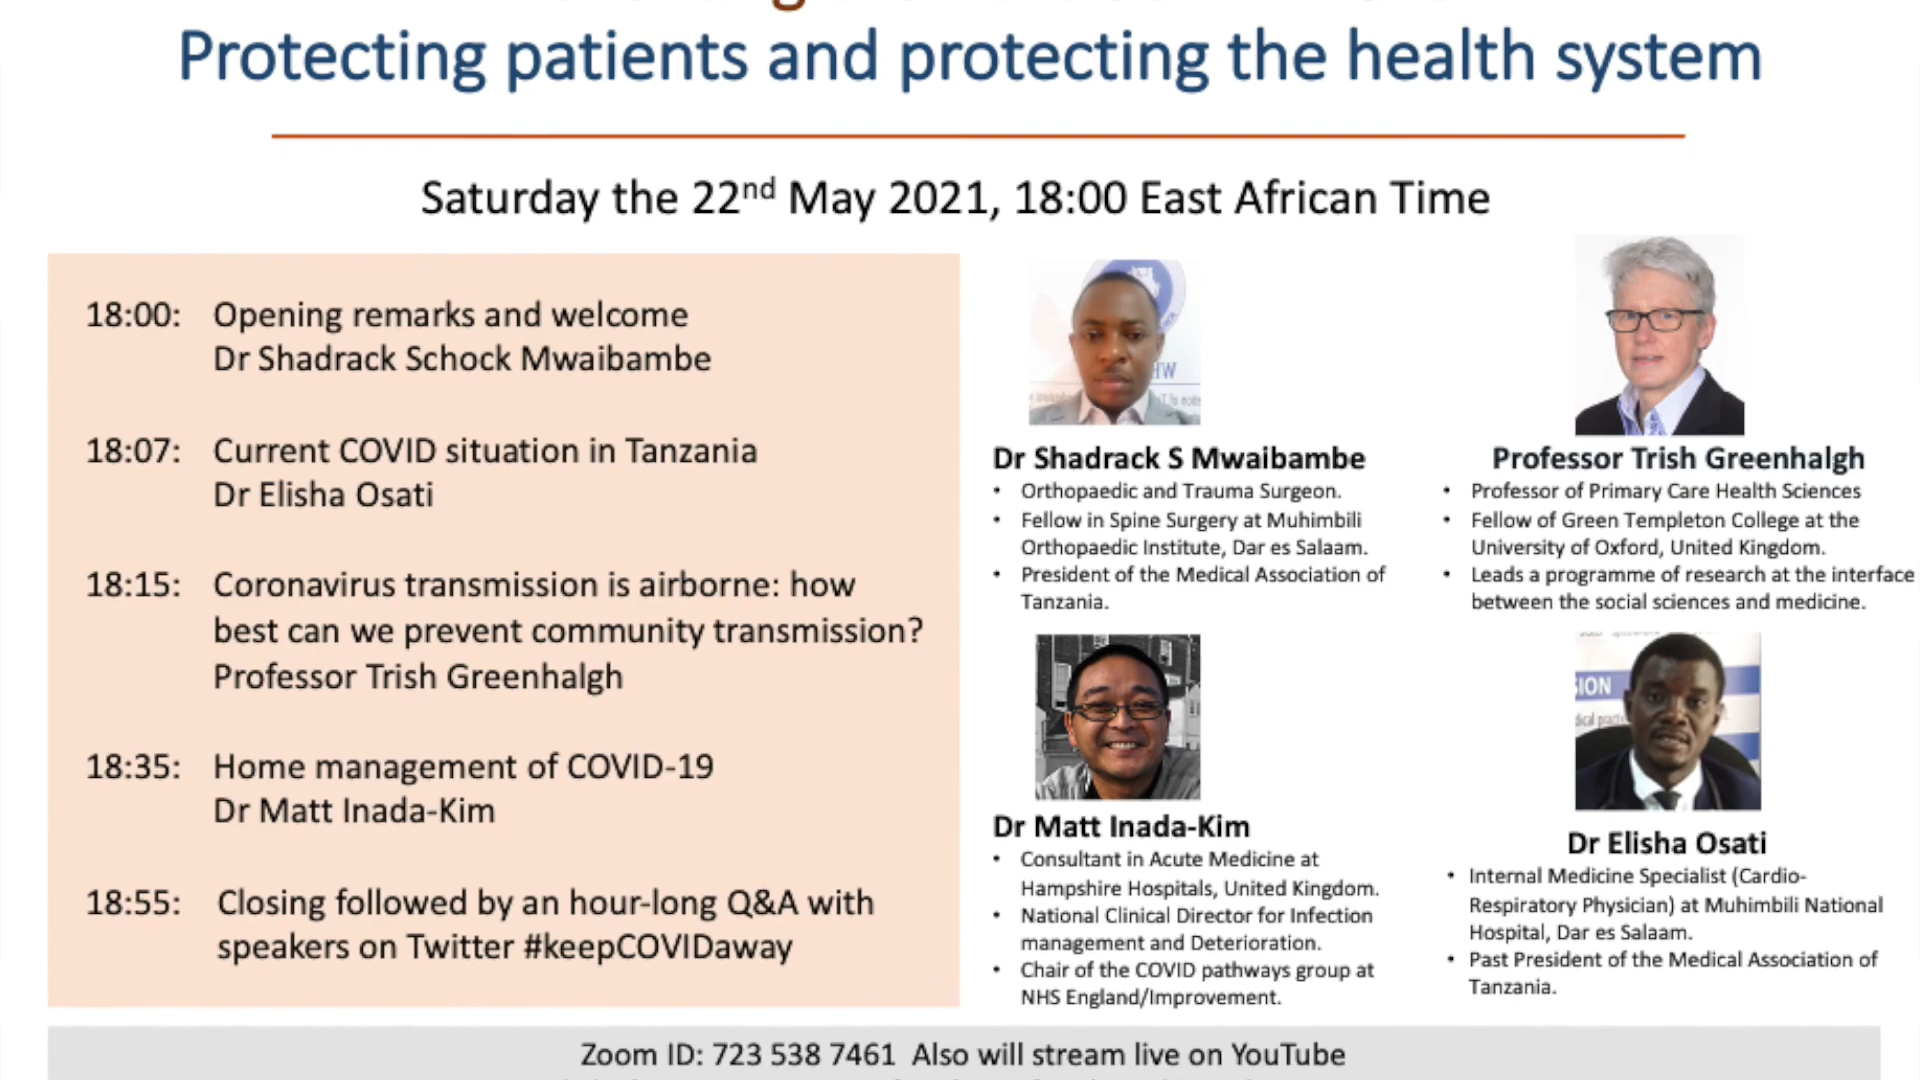 Protecting patients and protecting the health system
Saturday the 22nd May 2021, 18:00 East African Time
18:00: Opening remarks and welcome
Dr Shadrack Schock Mwaibambe
18:07: Current COVID situation in Tanzania
Dr Elisha Osati
18:15: Coronavirus transmission is airborne: how
best can we prevent community transmission?
Professor Trish Greenhalgh
18:35: Home management of COVID-19
Dr Matt Inada-Kim
18:55: Closing followed by an hour-long Q&A with
speakers on Twitter #keepCOVIDaway
HW
Dr Shadrack S Mwaibambe
• Orthopaedic and Trauma Surgeon.
• Fellow in Spine Surgery at Muhimbili
Orthopaedic Institute, Dar es Salaam.
• President of the Medical Association of
Tanzania.
Professor Trish Greenhalgh
• Professor of Primary Care Health Sciences
• Fellow of Green Templeton College at the
University of Oxford, United Kingdom.
• Leads a programme of research at the interface
between the social sciences and medicine.
Dr Matt Inada-Kim
• Consultant in Acute Medicine at
Hampshire Hospitals, United Kingdom.
• National Clinical Director for Infection
management and Deterioration.
• Chair of the COVID pathways group at
NHS England/Improvement.
SION
dical pract
Dr Elisha Osati
• Internal Medicine Specialist (Cardio-
Respiratory Physician) at Muhimbili National
Hospital, Dar es Salaam.
• Past President of the Medical Association of
Tanzania.
Zoom ID: 723 538 7461 Also will stream live on YouTube